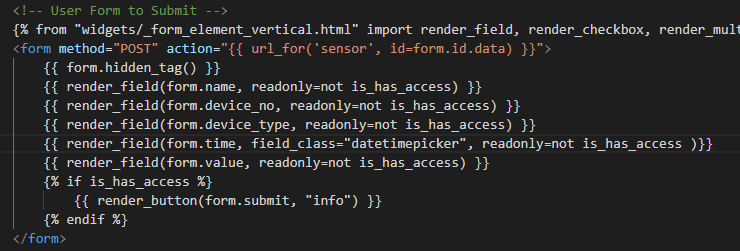 <!-- User Form to Submit -->
{% from "widgets/_form_element_vertical.html" import render_field, render_checkbox, render_mult
<form method="POST" action="{{ url_for('sensor', id=form.id.data) }}">
{{ form.hidden_tag() }}
{{ render_field(form.name, readonly=not is_has_access) }}
{{ render_field(form.device_no, readonly=not is_has_access) }}
{{ render_field(form.device_type, readonly=not is_has_access) }}
{{ render_field(form.time, field_class="datetimepicker", readonly=not is_has_access )}}
{{ render_field(form.value, readonly=not is_has_access) }}
{% if is_has_access %}
{{ render_button(form.submit, "info") }}
{% endif %}
</form>